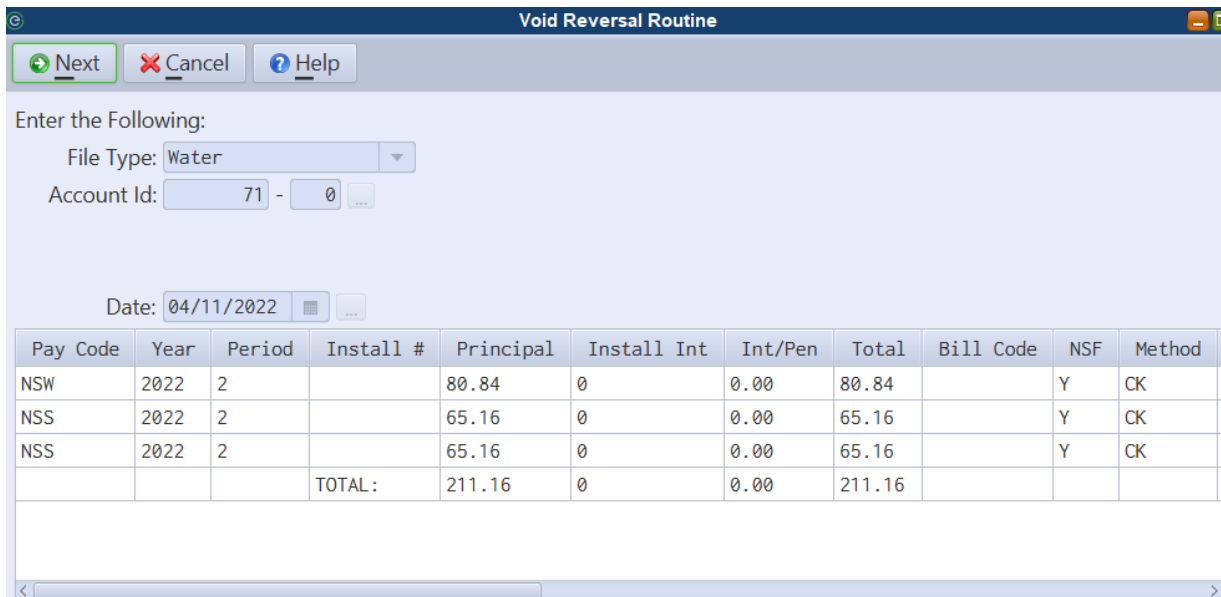 Void Reversal Routine
Next Cancel Help
Enter the Following:
File Type: Water
Account Id: 71 - 0 ...
Date: 04/11/2022 ...
Pay Code Year Period Install # Principal Install Int Int/Pen Total Bill Code NSF Method
NSW 2022 2 80.84 0 0.00 80.84 Y CK
NSS 2022 2 65.16 0 0.00 65.16 Y CK
NSS 2022 2 65.16 0 0.00 65.16 Y CK
TOTAL: 211.16 0 0.00 211.16